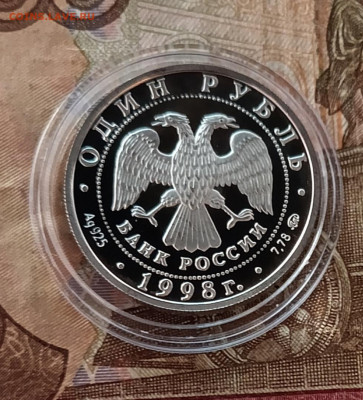 ОДИН РУБЛЬ
БАНК РОССИИ
Ag 925
7,78
1998 г.